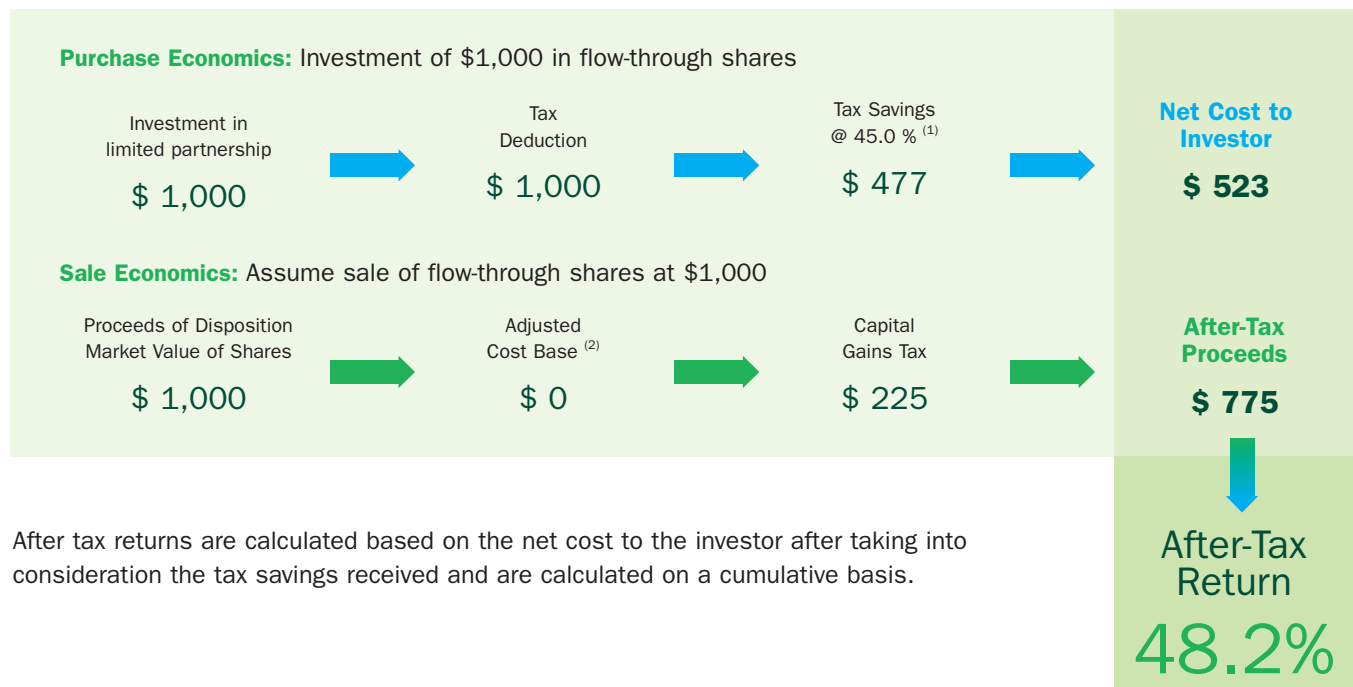 Purchase Economics: Investment of $1,000 in flow-through shares
Investment in
limited partnership
$ 1,000
Tax
Deduction
$ 1,000
Tax Savings
@ 45.0 % (1)
$ 477
Net Cost to
Investor
$ 523
Sale Economics: Assume sale of flow-through shares at $1,000
Proceeds of Disposition
Market Value of Shares
$ 1,000
Adjusted
Cost Base (2)
$ 0
Capital
Gains Tax
$ 225
After-Tax
Proceeds
$ 775
After tax returns are calculated based on the net cost to the investor after taking into
consideration the tax savings received and are calculated on a cumulative basis.
After-Tax
Return
48.2%